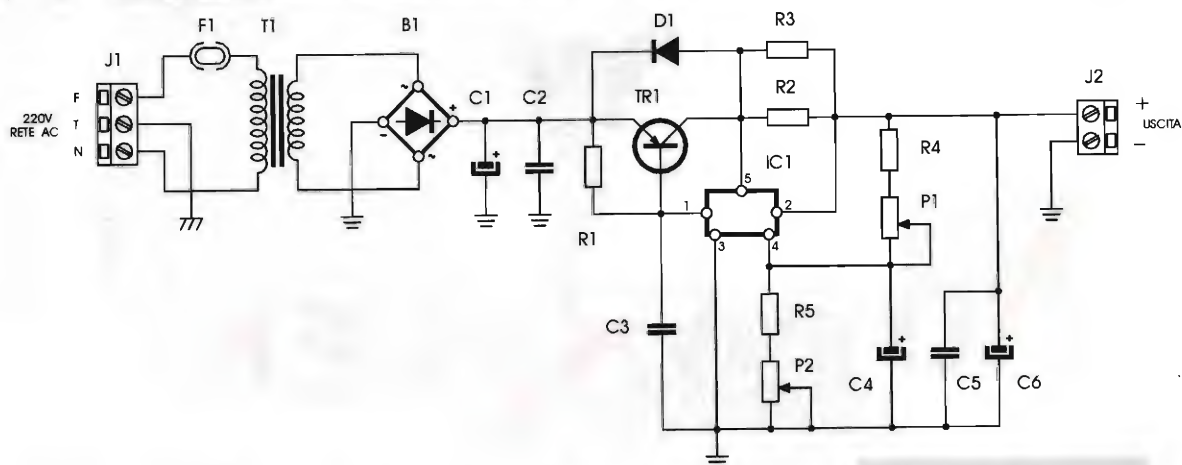 F1
T1
B1
D1
R3
J1
J2
F
T
N
220V
RETE AC
~
+
-
~
C1
+
C2
TR1
R2
+
USCITA
−
IC1
R4
P1
R1
1
5
2
3
4
C3
R5
P2
C4
+
C5
C6
+